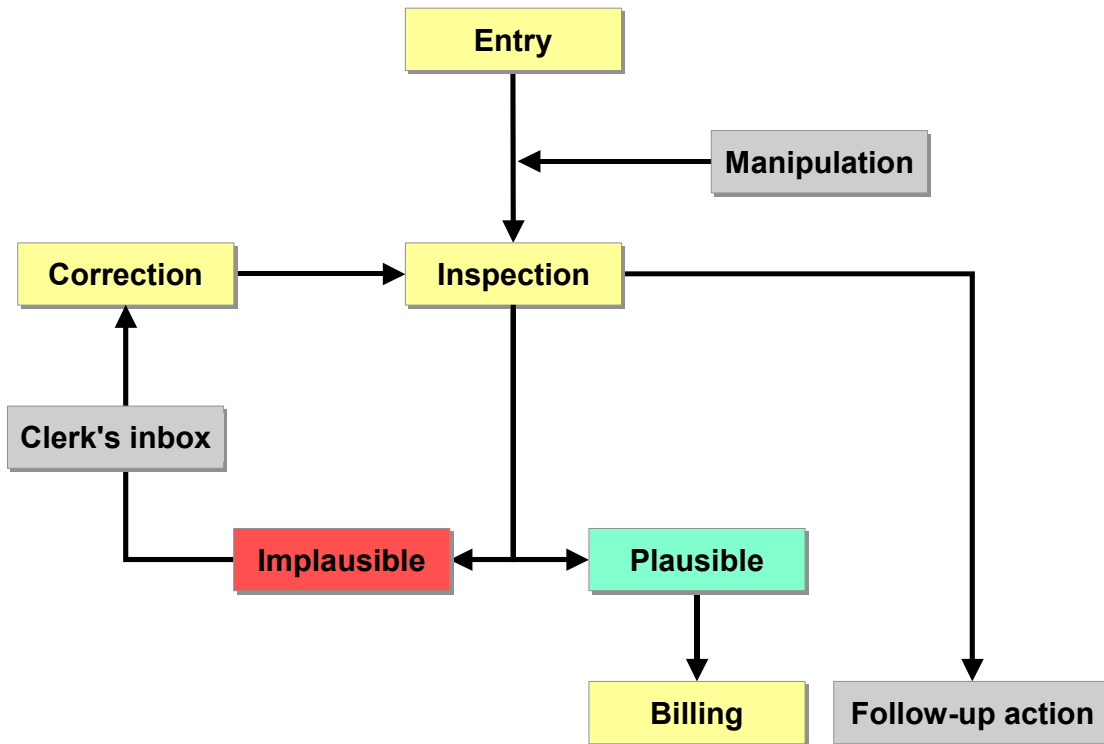 Entry
Manipulation
Correction
Inspection
Clerk's inbox
Implausible
Plausible
Billing
Follow-up action